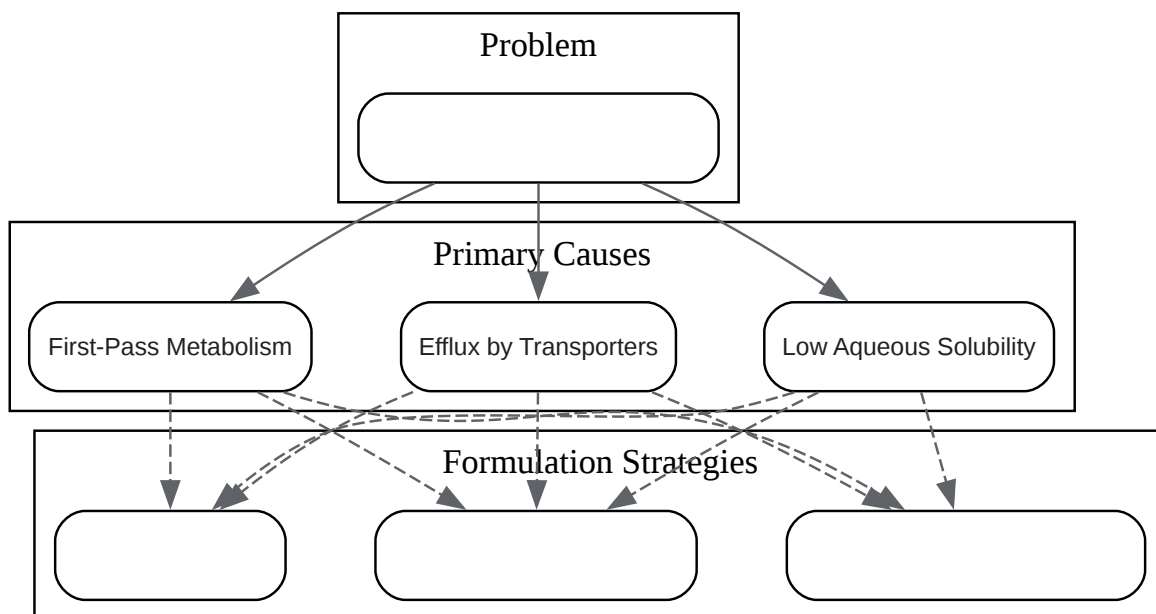 Problem
Primary Causes
First-Pass Metabolism
Efflux by Transporters
Low Aqueous Solubility
Formulation Strategies